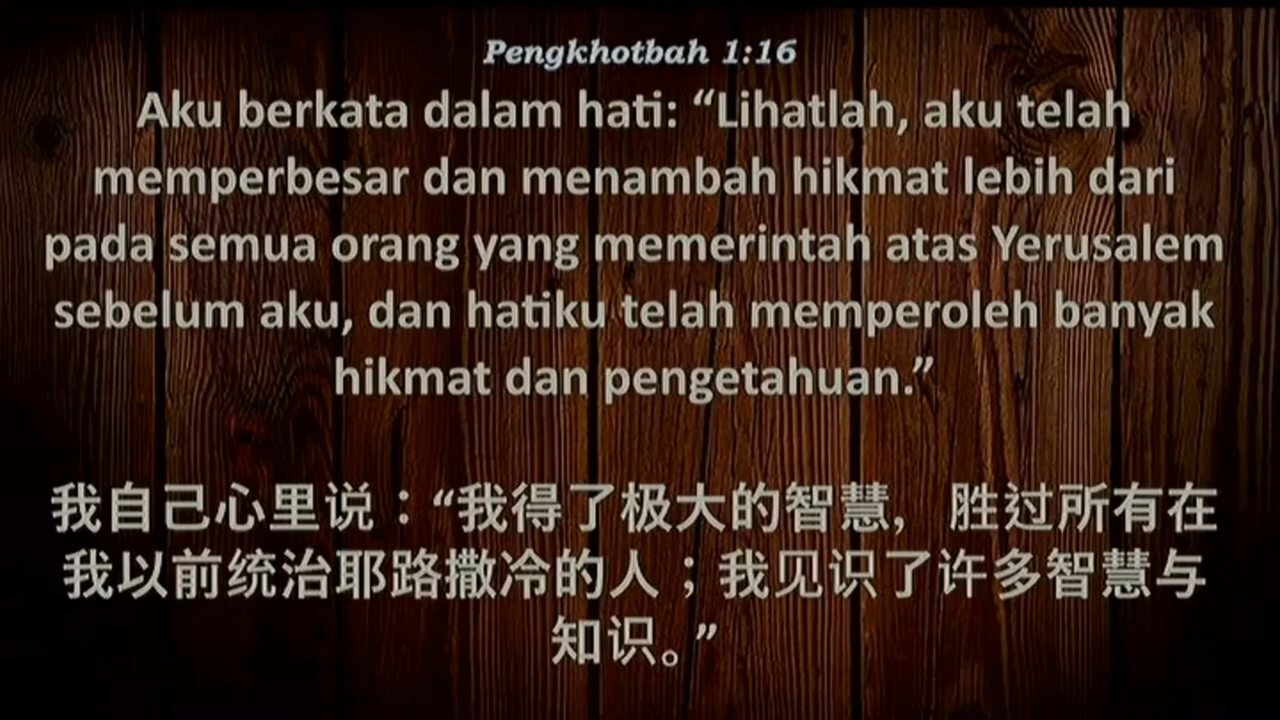 Pengkhotbah 1:16
Aku berkata dalam hati: “Lihatlah, aku telah
memperbesar dan menambah hikmat lebih dari
pada semua orang yang memerintah atas Yerusalem
sebelum aku, dan hatiku telah memperoleh banyak
hikmat dan pengetahuan.”
我自己心里说：“我得了极大的智慧， 胜过所有在
我以前统治耶路撒冷的人；我见识了许多智慧与
知识。”